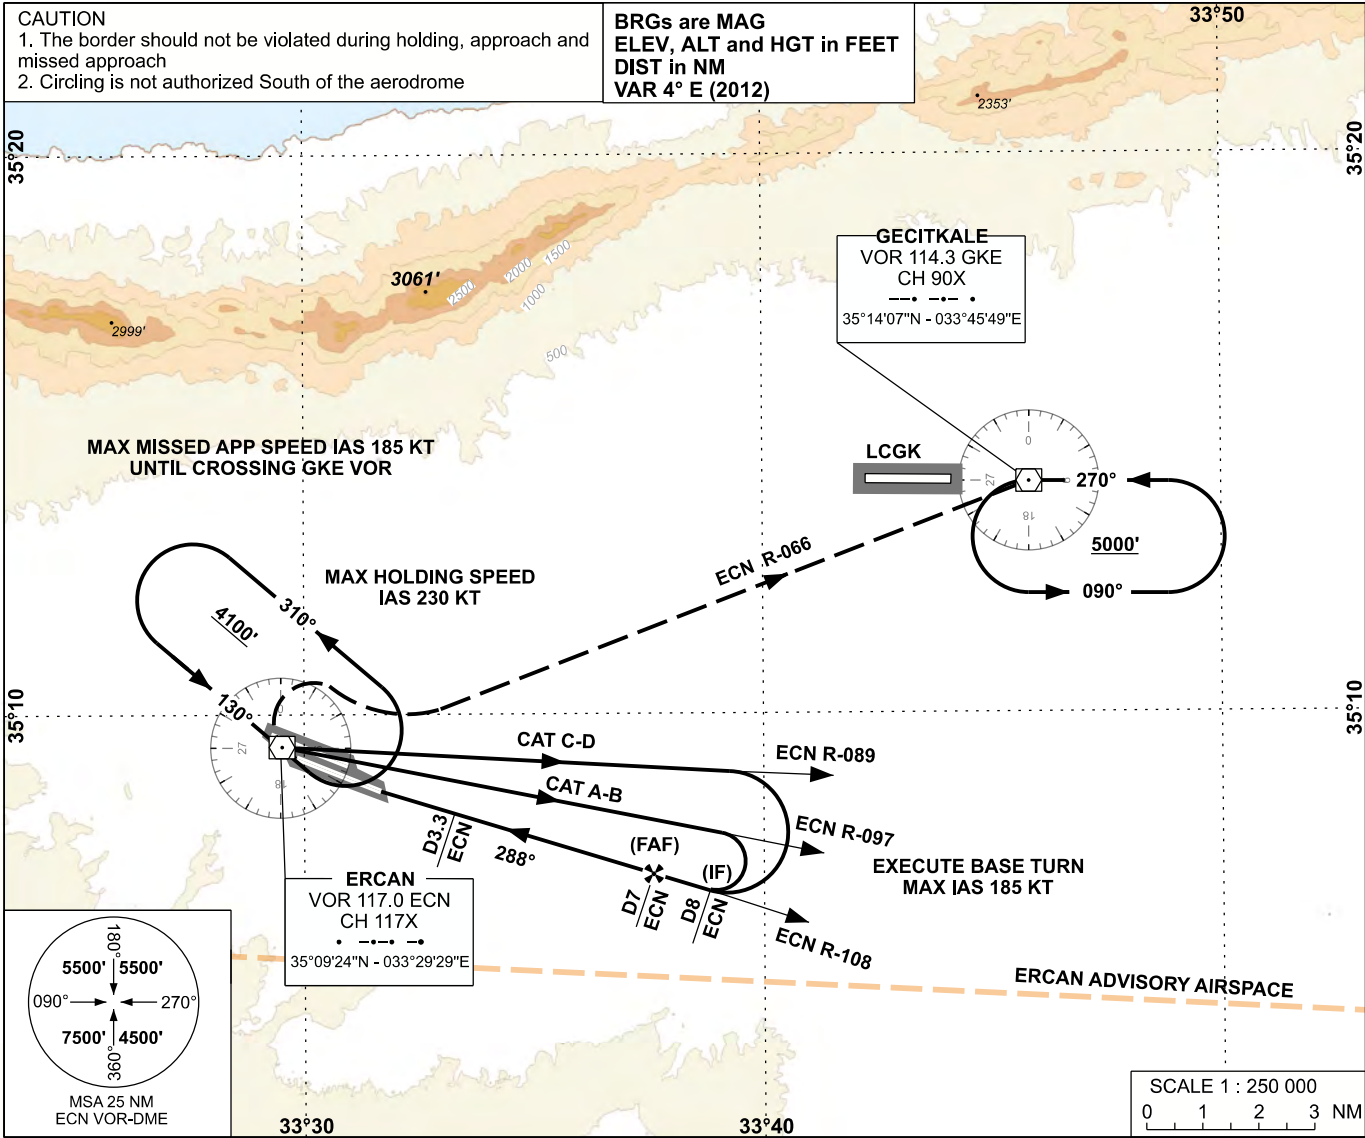 CAUTION
1. The border should not be violated during holding, approach and
missed approach
2. Circling is not authorized South of the aerodrome
BRGs are MAG
ELEV, ALT and HGT in FEET
DIST in NM
VAR 4° E (2012)
33°50
2353'
35°20
35°20
GECITKALE
VOR 114.3 GKE
CH 90X
35°14'07"N - 033°45'49"E
3061'
2999'
2500
2000
1500
1000
500
MAX MISSED APP SPEED IAS 185 KT
UNTIL CROSSING GKE VOR
LCGK
0
27
18
270°
5000'
090°
ECN R-066
MAX HOLDING SPEED
IAS 230 KT
310°
4100'
130°
35°10
35°10
0
27
18
CAT C-D
ECN R-089
CAT A-B
ECN R-097
D3.3
ECN
288°
(FAF)
(IF)
D7
ECN
D8
ECN
EXECUTE BASE TURN
MAX IAS 185 KT
ECN R-108
ERCAN
VOR 117.0 ECN
CH 117X
35°09'24"N - 033°29'29"E
ERCAN ADVISORY AIRSPACE
180°
5500' 5500'
090° 270°
7500' 4500'
360°
MSA 25 NM
ECN VOR-DME
33°30
33°40
SCALE 1 : 250 000
0 1 2 3 NM